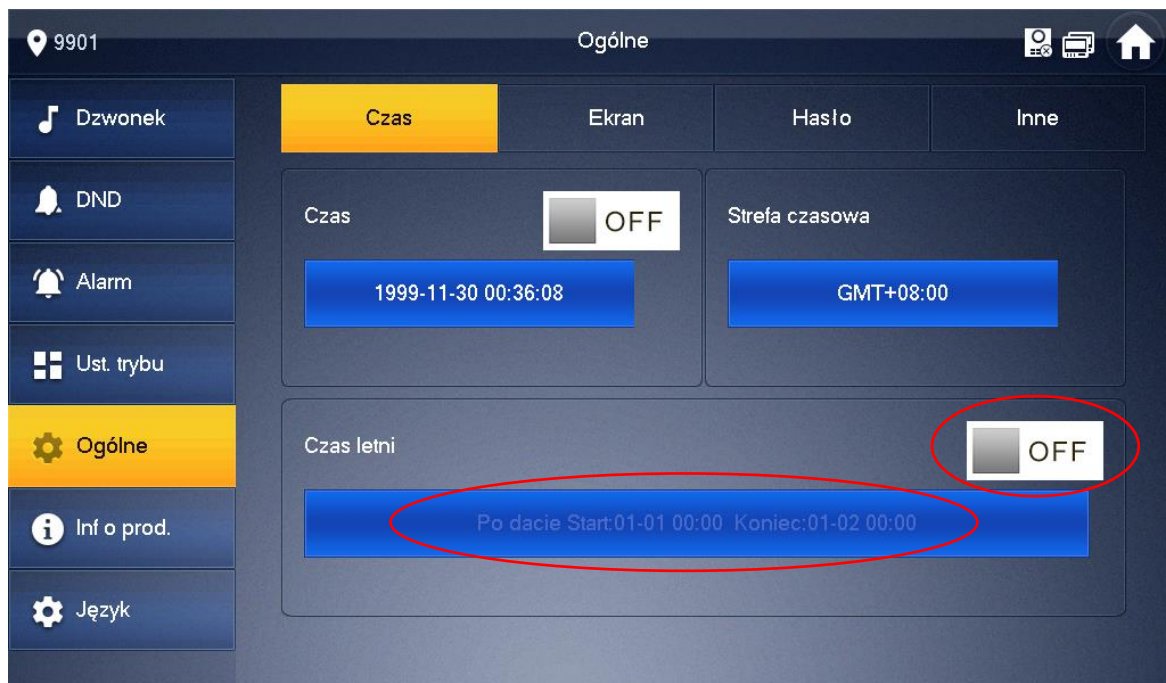 9901
Ogólne
Dzwonek
DND
Alarm
Ust. trybu
Ogólne
Inf o prod.
Język
Czas
Ekran
Hasło
Inne
Czas
OFF
1999-11-30 00:36:08
Strefa czasowa
GMT+08:00
Czas letni
OFF
Po dacie Start:01-01 00:00 Koniec:01-02 00:00